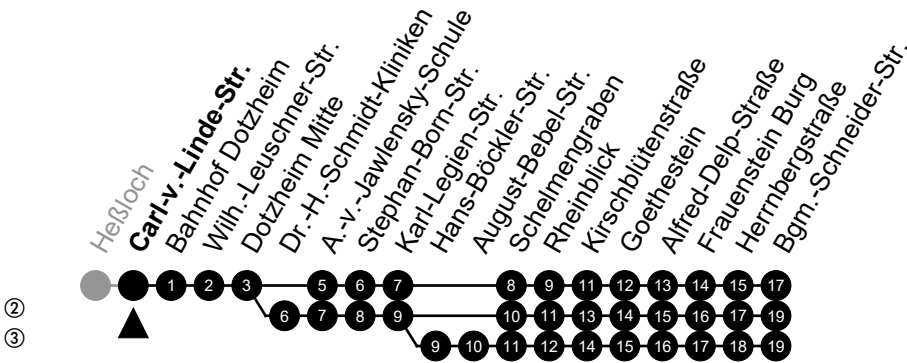 Heßloch
Carl-v.-Linde-Str.
Bahnhof Dotzheim
Wilh.-Leuschner-Str.
Dotzheim Mitte
Dr.-H.-Schmidt-Kliniken
A.-v.-Jawlensky-Schule
Stephan-Born-Str.
Karl-Legien-Str.
Hans-Böckler-Str.
August-Bebel-Str.
Schelmengraben
Rheinblick
Kirschblütenstraße
Goethestein
Alfred-Delp-Straße
Frauenstein Burg
Herrnbergstraße
Bgm.-Schneider-Str.
1 2 3 5 6 7 8 9 11 12 13 14 15 17
② 6 7 8 9 10 11 13 14 15 16 17 19
③ 9 10 11 12 14 15 16 17 18 19